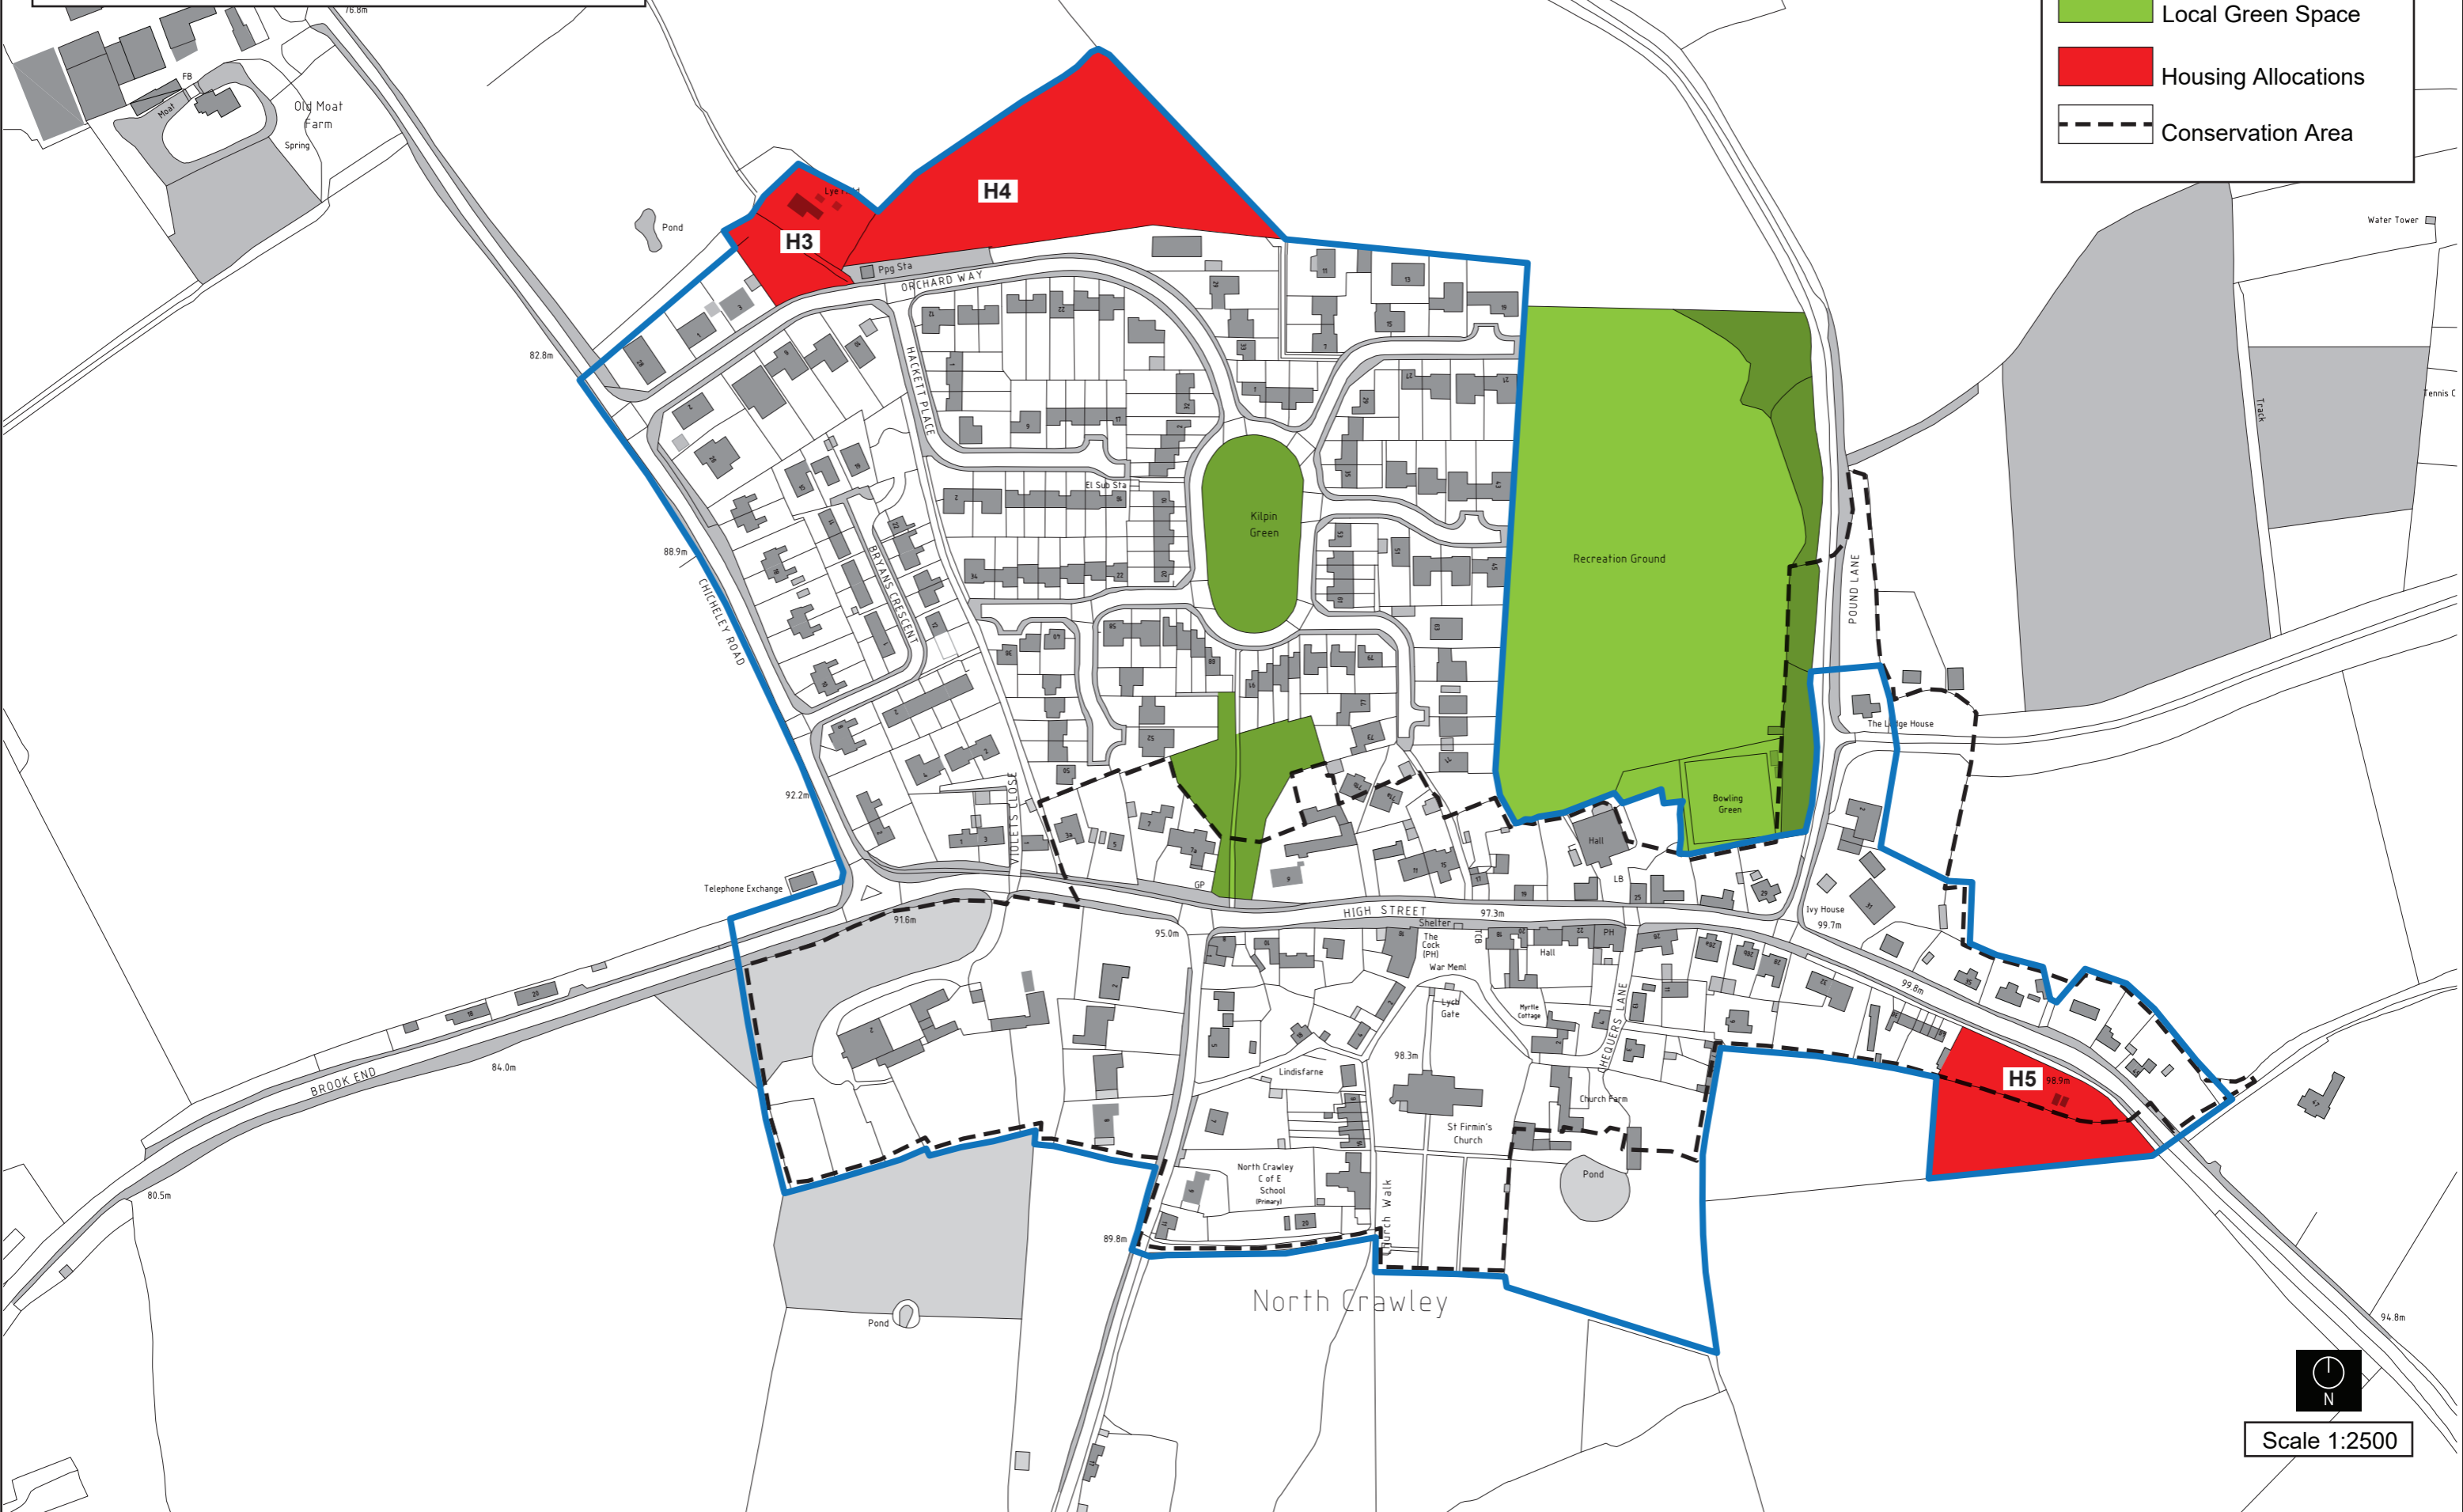 76.8m
Local Green Space
Housing Allocations
Conservation Area
FB
Moat
Old Moat
Farm
Spring
Pond
Lye
H4
H3
Water Tower
Ppg Sta
ORCHARD WAY
82.8m
HACKETT PLACE
Tennis C
Track
El Sub Sta
Kilpin
Green
Recreation Ground
88.9m
CHICHELEY ROAD
BRYANS CRESCENT
POUND LANE
The Lodge House
92.2m
VIOLETS CLOSE
Bowling
Green
Hall
Telephone Exchange
GP
LB
Ivy House
99.7m
91.6m
HIGH STREET
97.3m
95.0m
Shelter
TCB
The
Cock
(PH)
PH
Hall
War Meml
Lych
Gate
Myrtle
Cottage
CHEQUERS LANE
99.8m
98.3m
Lindisfarne
H5
98.9m
BROOK END
84.0m
Church Farm
St Firmin's
Church
North Crawley
C of E
School
(Primary)
Pond
Church Walk
80.5m
89.8m
North Crawley
Pond
94.8m
N
Scale 1:2500